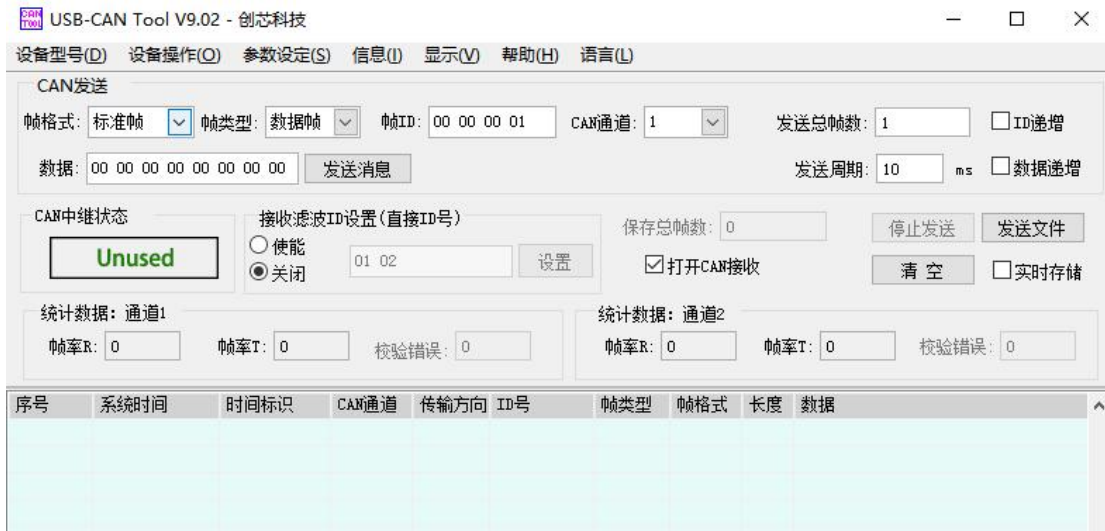 CAN TOOL USB-CAN Tool V9.02 - 创芯科技
设备型号(D) 设备操作(O) 参数设定(S) 信息(I) 显示(V) 帮助(H) 语言(L)
CAN发送
帧格式: 标准帧 帧类型: 数据帧 帧ID: 00 00 00 01 CAN通道: 1 发送总帧数: 1 ID递增
数据: 00 00 00 00 00 00 00 00 发送消息 发送周期: 10 ms 数据递增
CAN中继状态 接收滤波ID设置(直接ID号) 保存总帧数: 0 停止发送 发送文件
Unused 使能 01 02 设置 打开CAN接收 清 空 实时存储
关闭
统计数据: 通道1 统计数据: 通道2
帧率R: 0 帧率T: 0 校验错误: 0 帧率R: 0 帧率T: 0 校验错误: 0
序号 系统时间 时间标识 CAN通道 传输方向 ID号 帧类型 帧格式 长度 数据